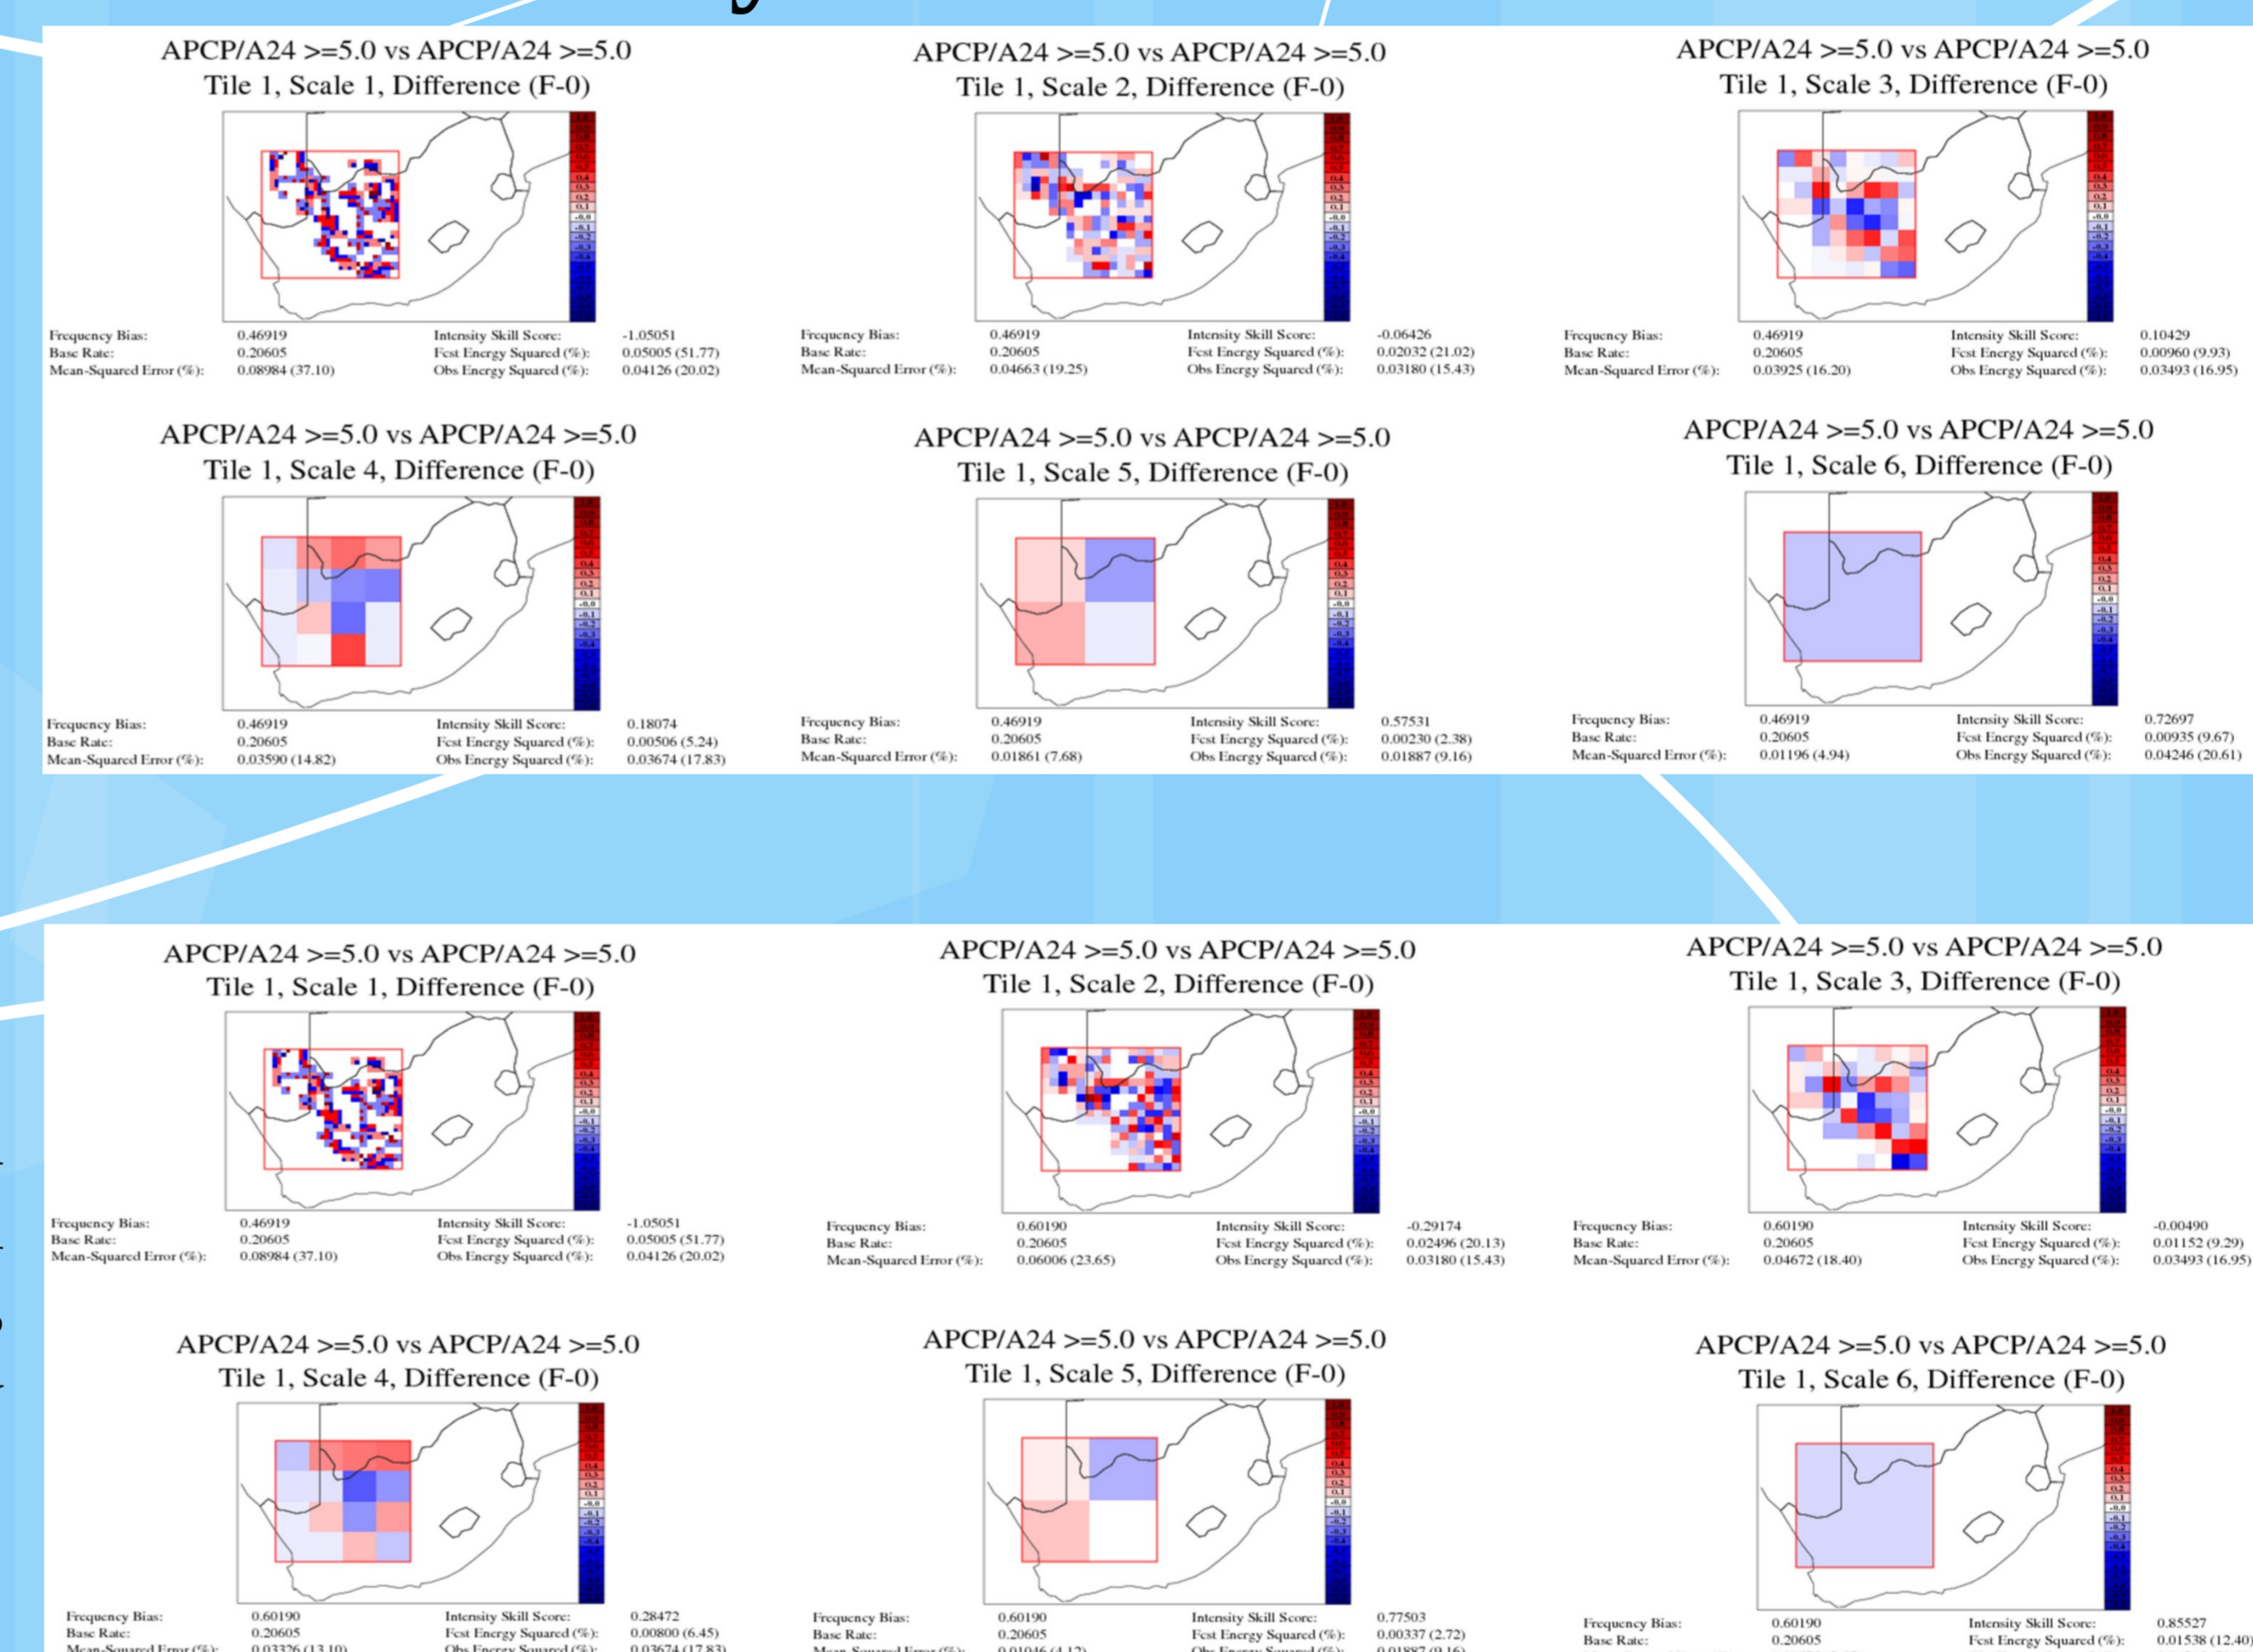 APCP/A24 >=5.0 vs APCP/A24 >=5.0
Tile 1, Scale 1, Difference (F-0)
Frequency Bias: 0.46919 Intensity Skill Score: -1.05051
Base Rate: 0.20605 Fcst Energy Squared (%): 0.05005 (51.77)
Mean-Squared Error (%): 0.08984 (37.10) Obs Energy Squared (%): 0.04126 (20.02)
APCP/A24 >=5.0 vs APCP/A24 >=5.0
Tile 1, Scale 2, Difference (F-0)
Frequency Bias: 0.46919 Intensity Skill Score: -0.06426
Base Rate: 0.20605 Fcst Energy Squared (%): 0.02032 (21.02)
Mean-Squared Error (%): 0.04663 (19.25) Obs Energy Squared (%): 0.03180 (15.43)
APCP/A24 >=5.0 vs APCP/A24 >=5.0
Tile 1, Scale 3, Difference (F-0)
Frequency Bias: 0.46919 Intensity Skill Score: 0.10429
Base Rate: 0.20605 Fcst Energy Squared (%): 0.00960 (9.93)
Mean-Squared Error (%): 0.03925 (16.20) Obs Energy Squared (%): 0.03493 (16.95)
APCP/A24 >=5.0 vs APCP/A24 >=5.0
Tile 1, Scale 4, Difference (F-0)
Frequency Bias: 0.46919 Intensity Skill Score: 0.18074
Base Rate: 0.20605 Fcst Energy Squared (%): 0.00506 (5.24)
Mean-Squared Error (%): 0.03590 (14.82) Obs Energy Squared (%): 0.03674 (17.83)
APCP/A24 >=5.0 vs APCP/A24 >=5.0
Tile 1, Scale 5, Difference (F-0)
Frequency Bias: 0.46919 Intensity Skill Score: 0.57531
Base Rate: 0.20605 Fcst Energy Squared (%): 0.00230 (2.38)
Mean-Squared Error (%): 0.01861 (7.68) Obs Energy Squared (%): 0.01887 (9.16)
APCP/A24 >=5.0 vs APCP/A24 >=5.0
Tile 1, Scale 6, Difference (F-0)
Frequency Bias: 0.46919 Intensity Skill Score: 0.72697
Base Rate: 0.20605 Fcst Energy Squared (%): 0.00935 (9.67)
Mean-Squared Error (%): 0.01196 (4.94) Obs Energy Squared (%): 0.04246 (20.61)
APCP/A24 >=5.0 vs APCP/A24 >=5.0
Tile 1, Scale 1, Difference (F-0)
Frequency Bias: 0.46919 Intensity Skill Score: -1.05051
Base Rate: 0.20605 Fcst Energy Squared (%): 0.05005 (51.77)
Mean-Squared Error (%): 0.08984 (37.10) Obs Energy Squared (%): 0.04126 (20.02)
APCP/A24 >=5.0 vs APCP/A24 >=5.0
Tile 1, Scale 2, Difference (F-0)
Frequency Bias: 0.60190 Intensity Skill Score: -0.29174
Base Rate: 0.20605 Fcst Energy Squared (%): 0.02496 (20.13)
Mean-Squared Error (%): 0.06006 (23.65) Obs Energy Squared (%): 0.03180 (15.43)
APCP/A24 >=5.0 vs APCP/A24 >=5.0
Tile 1, Scale 3, Difference (F-0)
Frequency Bias: 0.60190 Intensity Skill Score: -0.00490
Base Rate: 0.20605 Fcst Energy Squared (%): 0.01152 (9.29)
Mean-Squared Error (%): 0.04672 (18.40) Obs Energy Squared (%): 0.03493 (16.95)
APCP/A24 >=5.0 vs APCP/A24 >=5.0
Tile 1, Scale 4, Difference (F-0)
Frequency Bias: 0.60190 Intensity Skill Score: 0.28472
Base Rate: 0.20605 Fcst Energy Squared (%): 0.00800 (6.45)
Mean-Squared Error (%): 0.03326 (13.10) Obs Energy Squared (%): 0.03674 (17.83)
APCP/A24 >=5.0 vs APCP/A24 >=5.0
Tile 1, Scale 5, Difference (F-0)
Frequency Bias: 0.60190 Intensity Skill Score: 0.77503
Base Rate: 0.20605 Fcst Energy Squared (%): 0.00337 (2.72)
Mean-Squared Error (%): 0.01046 (4.12) Obs Energy Squared (%): 0.01887 (9.16)
APCP/A24 >=5.0 vs APCP/A24 >=5.0
Tile 1, Scale 6, Difference (F-0)
Frequency Bias: 0.60190 Intensity Skill Score: 0.85527
Base Rate: 0.20605 Fcst Energy Squared (%): 0.01538 (12.40)